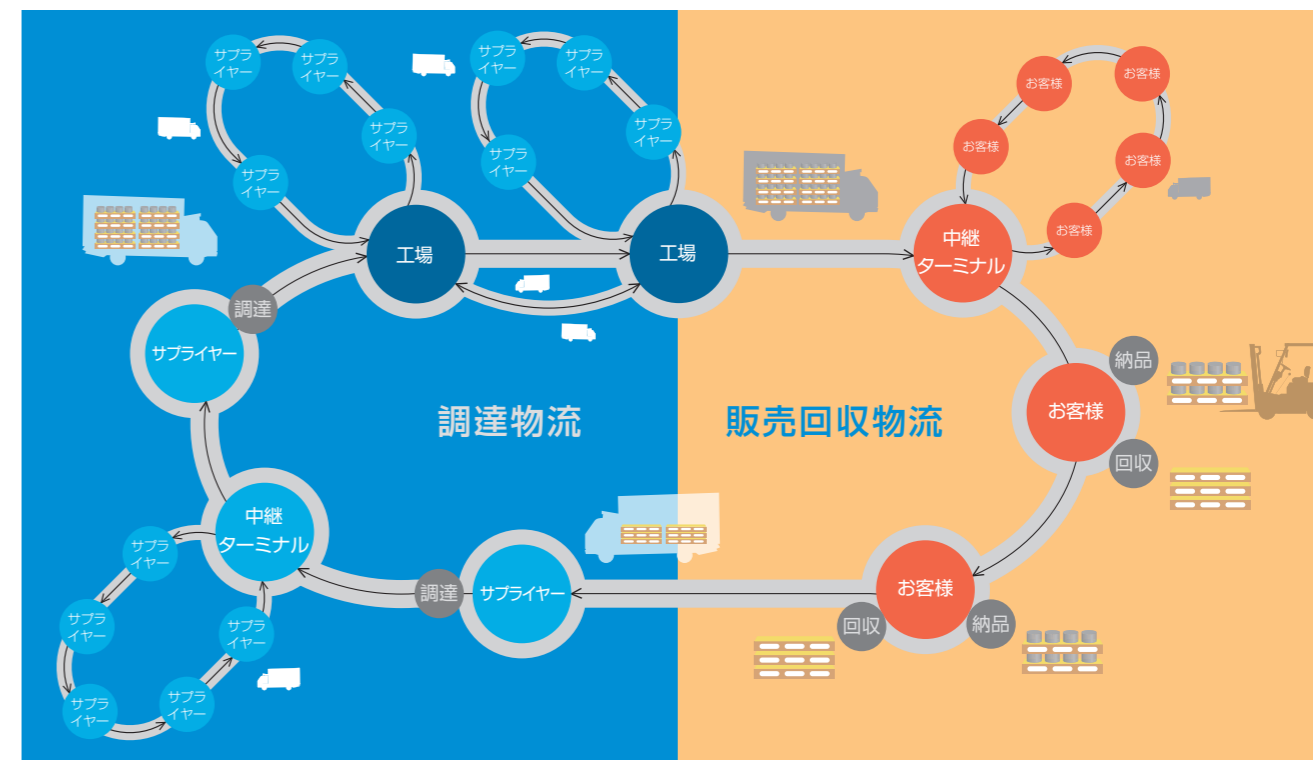 サプラ
イヤー
サプラ
イヤー
サプラ
イヤー
サプラ
イヤー
サプラ
イヤー
サプラ
イヤー
サプラ
イヤー
サプラ
イヤー
お客様
お客様
お客様
お客様
お客様
工場
工場
中継
ターミナル
調達
サプライヤー
納品
お客様
回収
調達物流
販売回収物流
中継
ターミナル
サプラ
イヤー
サプラ
イヤー
サプラ
イヤー
サプラ
イヤー
サプラ
イヤー
調達
サプライヤー
お客様
回収
納品